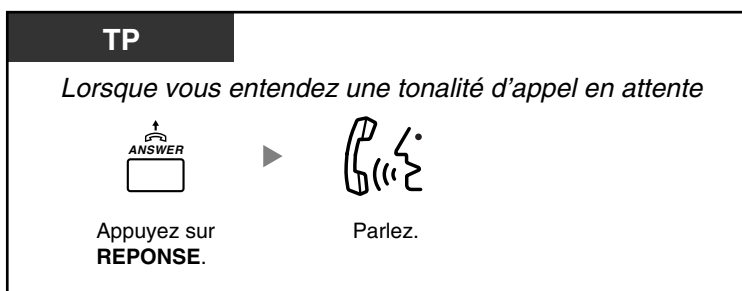 TP
Lorsque vous entendez une tonalité d'appel en attente
ANSWER
Appuyez sur
REPONSE.
Parlez.